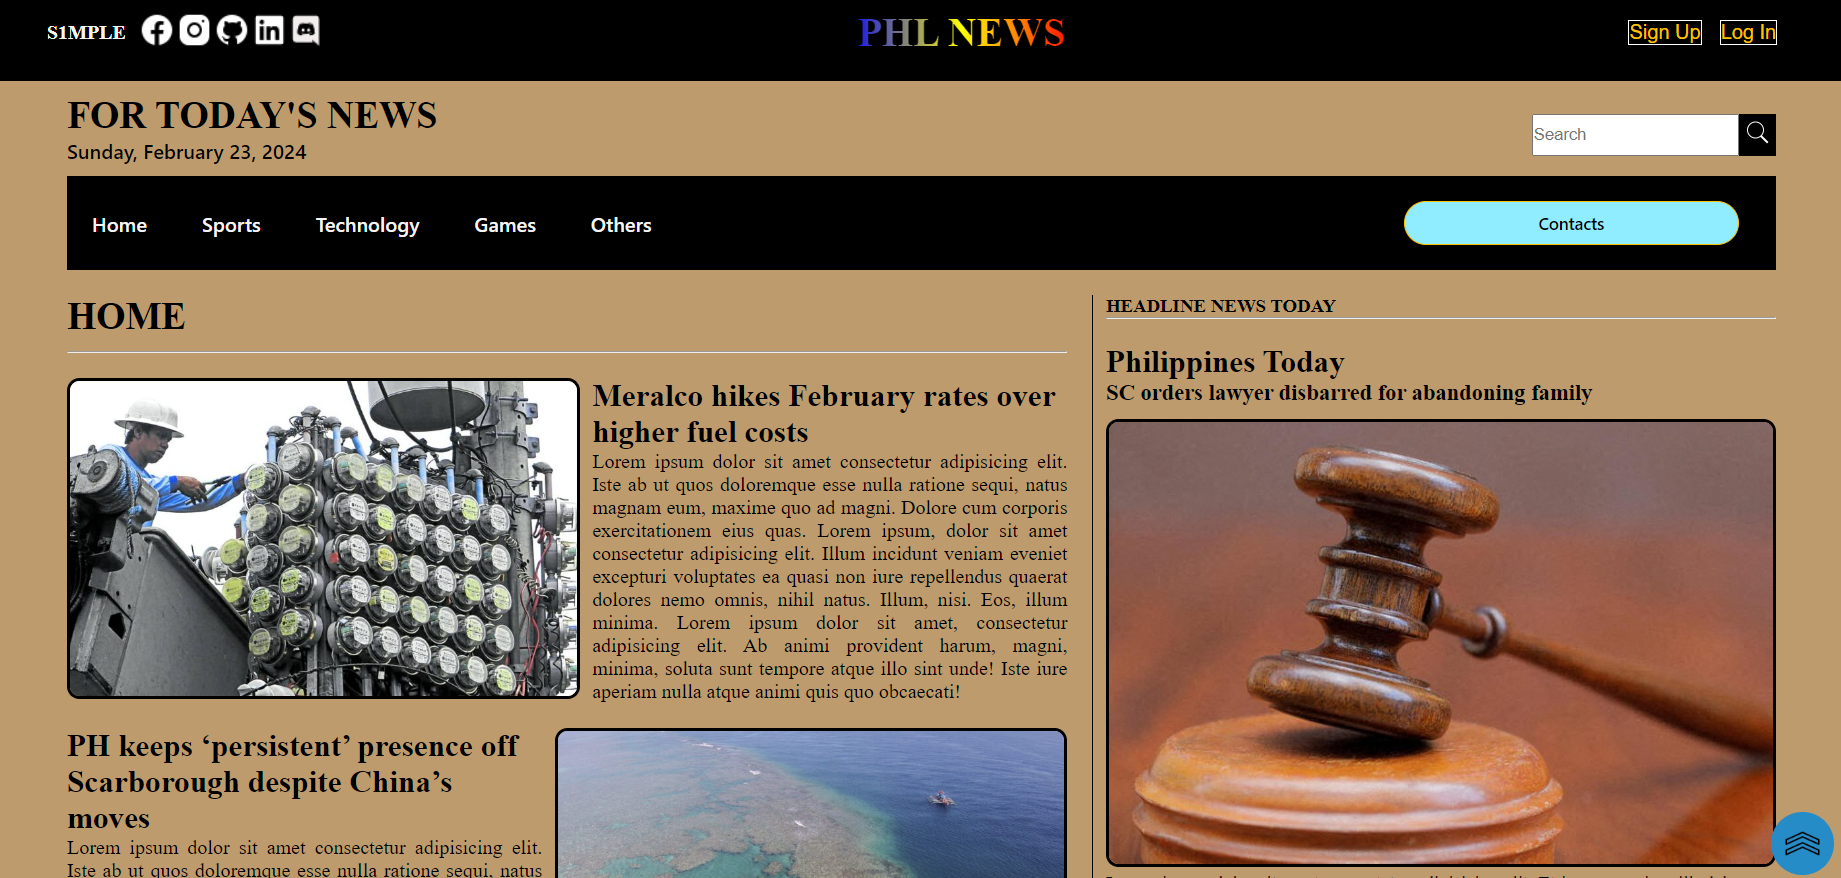 S1MPLE
PHL NEWS
Sign Up
Log In
FOR TODAY'S NEWS
Sunday, February 23, 2024
Search
Home
Sports
Technology
Games
Others
Contacts
HOME
Meralco hikes February rates over
higher fuel costs
Lorem ipsum dolor sit amet consectetur adipisicing elit.
Iste ab ut quos doloremque esse nulla ratione sequi, natus
magnam eum, maxime quo ad magni. Dolore cum corporis
exercitationem eius quas. Lorem ipsum, dolor sit amet
consectetur adipisicing elit. Illum incidunt veniam eveniet
excepturi voluptates ea quasi non iure repellendus quaerat
dolores nemo omnis, nihil natus. Illum, nisi. Eos, illum
minima. Lorem ipsum dolor sit amet, consectetur
adipisicing elit. Ab animi provident harum, magni,
minima, soluta sunt tempore atque illo sint unde! Iste iure
aperiam nulla atque animi quis quo obcaecati!
PH keeps ‘persistent’ presence off
Scarborough despite China’s
moves
Lorem ipsum dolor sit amet consectetur adipisicing elit.
Iste ab ut quos doloremque esse nulla ratione sequi, natus
HEADLINE NEWS TODAY
Philippines Today
SC orders lawyer disbarred for abandoning family